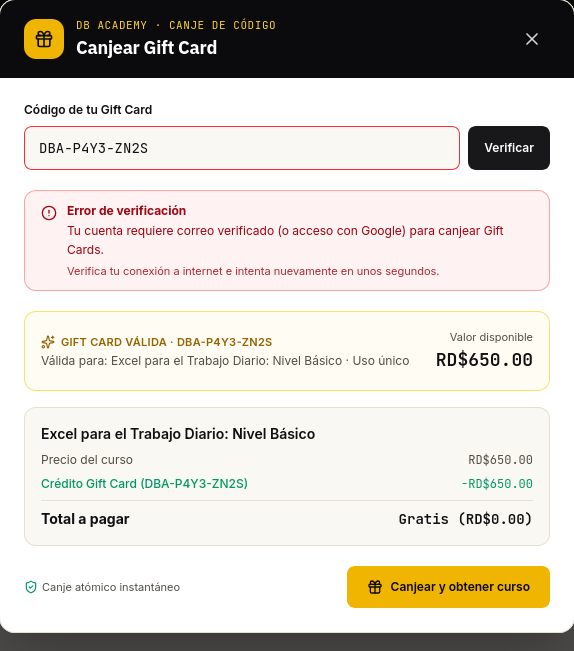 DB ACADEMY · CANJE DE CÓDIGO
Canjear Gift Card
Código de tu Gift Card
DBA-P4Y3-ZN2S
Verificar
Error de verificación
Tu cuenta requiere correo verificado (o acceso con Google) para canjear Gift
Cards.
Verifica tu conexión a internet e intenta nuevamente en unos segundos.
GIFT CARD VÁLIDA · DBA-P4Y3-ZN2S
Válida para: Excel para el Trabajo Diario: Nivel Básico · Uso único
Valor disponible
RD$650.00
Excel para el Trabajo Diario: Nivel Básico
Precio del curso RD$650.00
Crédito Gift Card (DBA-P4Y3-ZN2S) -RD$650.00
Total a pagar Gratis (RD$0.00)
Canje atómico instantáneo
Canjear y obtener curso